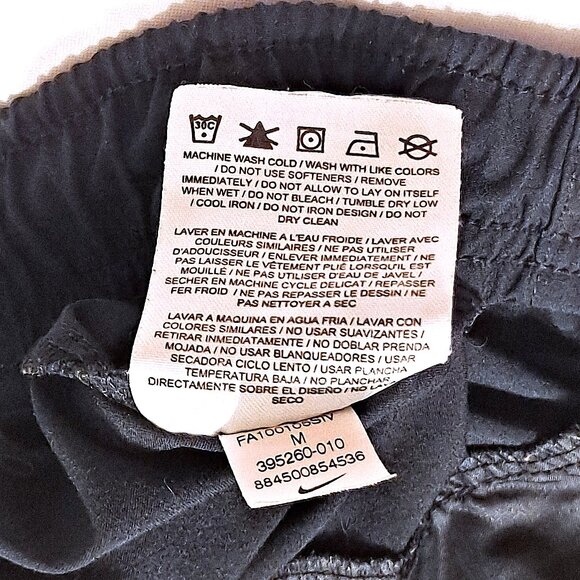 30C
MACHINE WASH COLD / WASH WITH LIKE COLORS
/ DO NOT USE SOFTENERS / REMOVE
IMMEDIATELY / DO NOT ALLOW TO LAY ON ITSELF
WHEN WET / DO NOT BLEACH / TUMBLE DRY LOW
/ COOL IRON / DO NOT IRON DESIGN / DO NOT
DRY CLEAN
LAVER EN MACHINE A L'EAU FROIDE / LAVER AVEC
COULEURS SIMILAIRES / NE PAS UTILISER
D'ADOUCISSEUR / ENLEVER IMMEDIATEMENT / NE
PAS LAISSER LE VÊTEMENT PLIÉ LORSQU'IL EST
MOUILLÉ / NE PAS UTILISER D'EAU DE JAVEL/
SECHER EN MACHINE CYCLE DELICAT / REPASSER
FER FROID / NE PAS REPASSER LE DESSIN / NE
PAS NETTOYER A SEC
LAVAR A MAQUINA EN AGUA FRIA / LAVAR CON
COLORES SIMILARES / NO USAR SUAVIZANTES /
RETIRAR INMEDIATAMENTE / NO DOBLAR PRENDA
MOJADA / NO USAR BLANQUEADORES / USAR
SECADORA CICLO LENTO / USAR PLANCHA
TEMPERATURA BAJA / NO PLANCHAR
DIRECTAMENTE SOBRE EL DISEÑO / NO
SECO
M
395260-010
884500854536